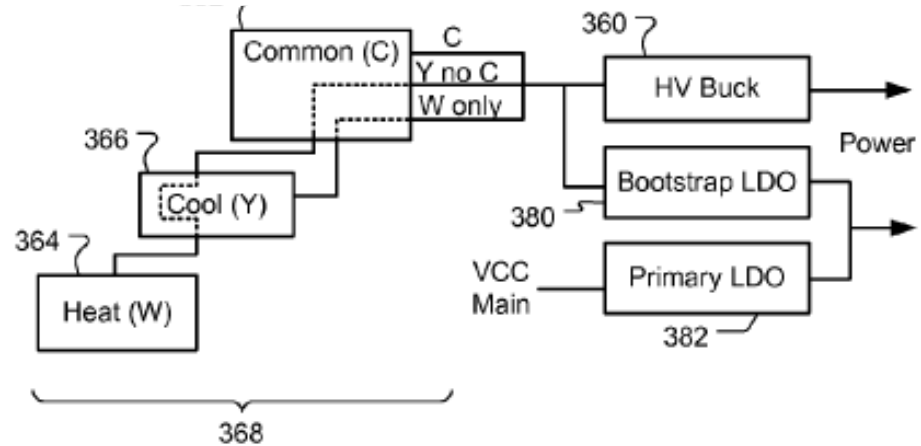 Common (C)
C
Y no C
W only
360
HV Buck
Power
366
Cool (Y)
Bootstrap LDO
380
364
Heat (W)
VCC
Main
Primary LDO
382
368